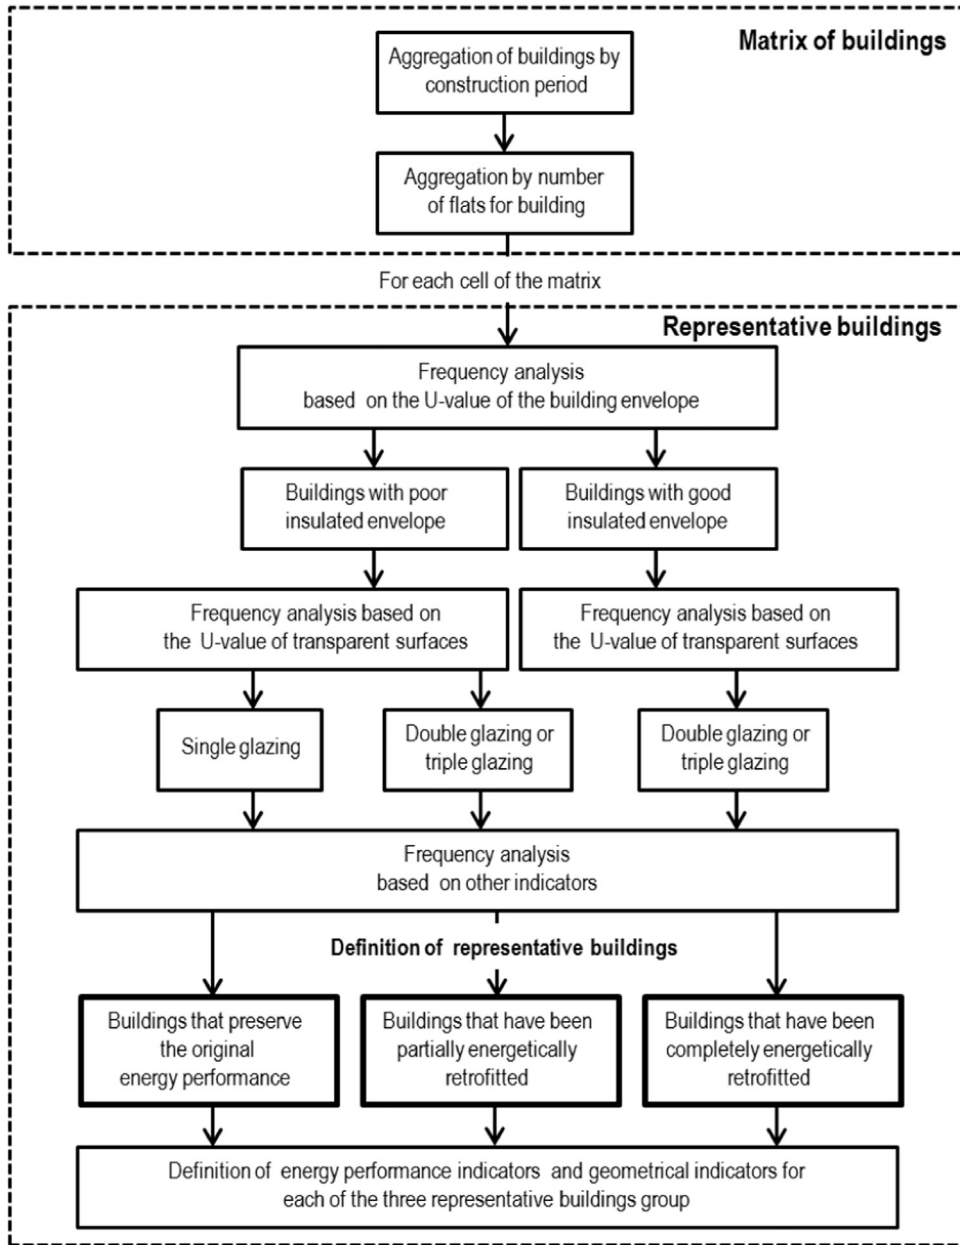 Matrix of buildings
Aggregation of buildings by
construction period
Aggregation by number
of flats for building
For each cell of the matrix
Representative buildings
Frequency analysis
based on the U-value of the building envelope
Buildings with poor
insulated envelope
Buildings with good
insulated envelope
Frequency analysis based on
the U-value of transparent surfaces
Frequency analysis based on
the U-value of transparent surfaces
Single glazing
Double glazing or
triple glazing
Double glazing or
triple glazing
Frequency analysis
based on other indicators
Definition of representative buildings
Buildings that preserve
the original
energy performance
Buildings that have been
partially energetically
retrofitted
Buildings that have been
completely energetically
retrofitted
Definition of energy performance indicators and geometrical indicators for
each of the three representative buildings group